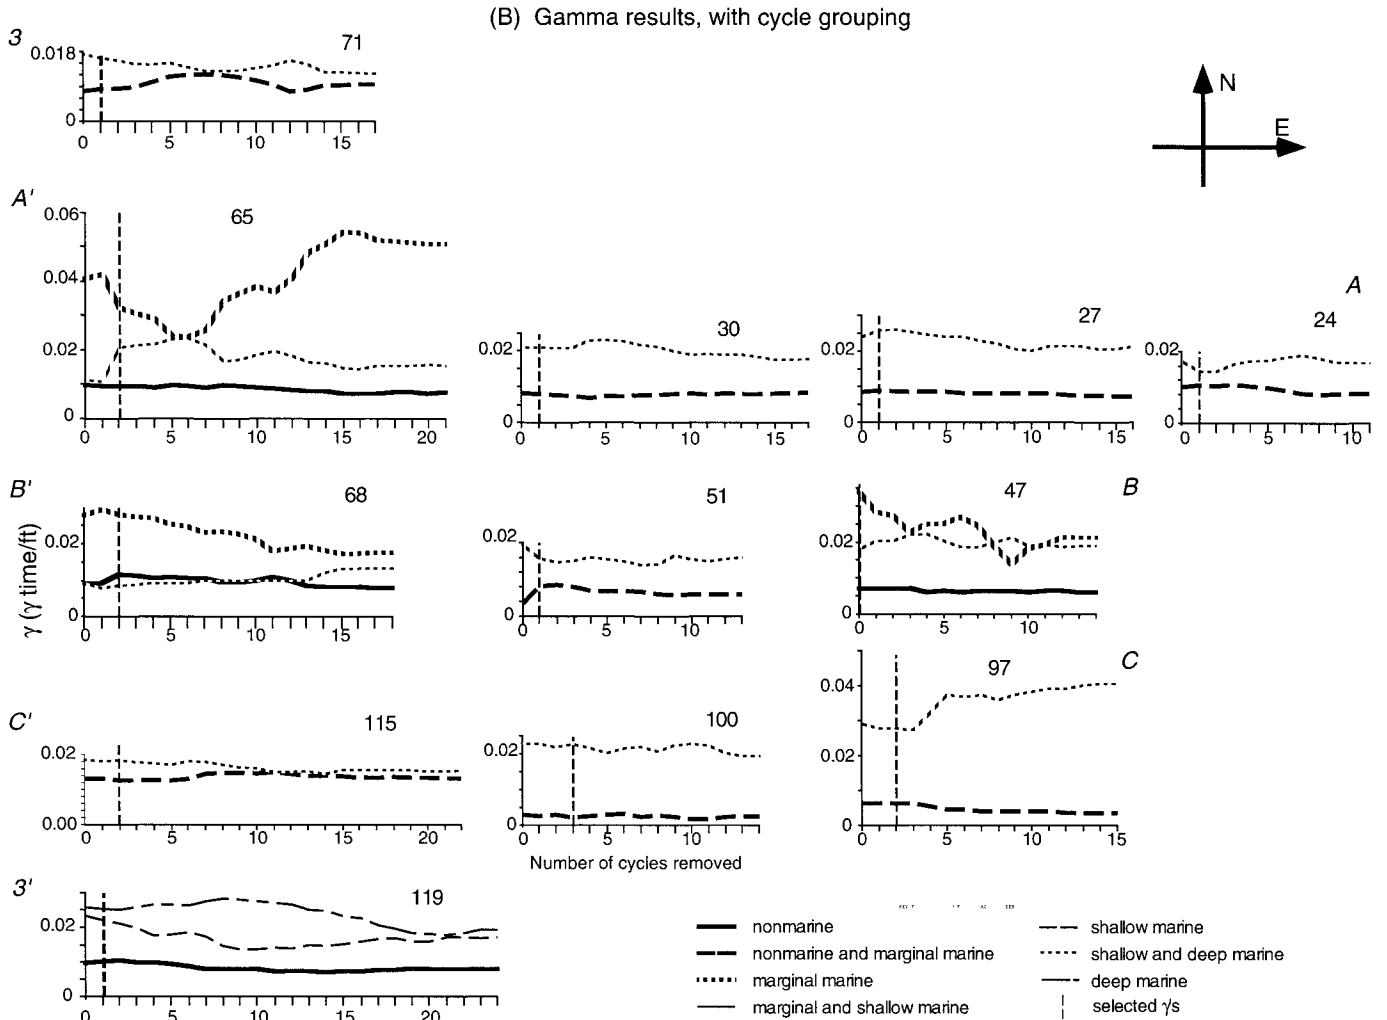 (B) Gamma results, with cycle grouping
3
71
0.018
0
0 5 10 15
N
E
A'
65
0.06
0.04
0.02
0
0 5 10 15 20
30
0.02
0
0 5 10 15
27
0.02
0
0 5 10 15
A
24
0.02
0
0 5 10
B'
68
0.02
0
0 5 10 15
γ (γ time/ft)
51
0.02
0
0 5 10
47
B
0.02
0
0 5 10
C'
115
0.02
0.00
0 5 10 15 20
100
0.02
0
0 5 10
Number of cycles removed
97
C
0.04
0.02
0
0 5 10 15
3'
119
0.02
0
0 5 10 15 20
nonmarine
nonmarine and marginal marine
marginal marine
marginal and shallow marine
shallow marine
shallow and deep marine
deep marine
selected γs